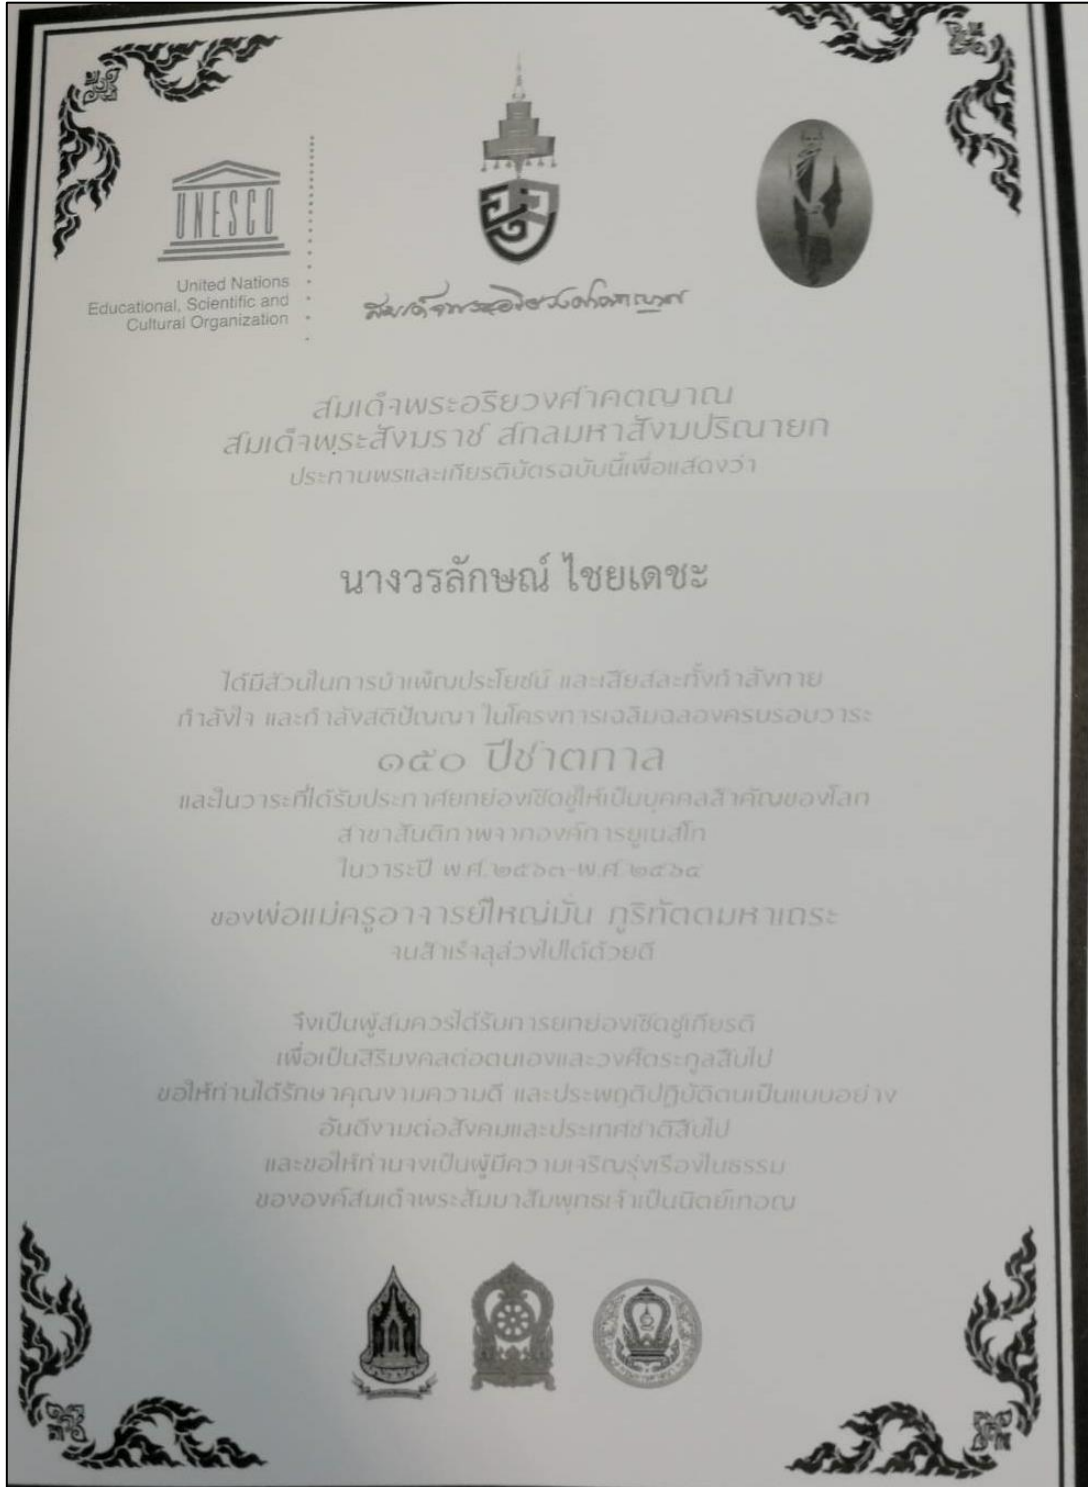 UNESCO
United Nations
Educational, Scientific and
Cultural Organization
สมเด็จพระอริยวงศาคตญาณ
สมเด็จพระอริยวงศาคตญาณ
สมเด็จพระสังฆราช สกลมหาสังฆปริณายก
ประทานพรและเกียรติบัตรฉบับนี้เพื่อแสดงว่า
นางวรลักษณ์ ไชยเดชะ
ได้มีส่วนในการบำเพ็ญประโยชน์ และเสียสละทั้งกำลังกาย
กำลังใจ และกำลังสติปัญญา ในโครงการเฉลิมฉลองครบรอบวาระ
๑๕๐ ปีชาตกาล
และในวาระที่ได้รับประกาศยกย่องเชิดชูให้เป็นบุคคลสำคัญของโลก
สาขาสันติภาพจากองค์การยูเนสโก
ในวาระปี พ.ศ.๒๕๖๓-พ.ศ.๒๕๖๔
ของพ่อแม่ครูอาจารย์ใหญ่มั่น ภูริทัตตมหาเถระ
จนสำเร็จลุล่วงไปได้ด้วยดี
จึงเป็นผู้สมควรได้รับการยกย่องเชิดชูเกียรติ
เพื่อเป็นสิริมงคลต่อตนเองและวงศ์ตระกูลสืบไป
ขอให้ท่านได้รักษาคุณงามความดี และประพฤติปฏิบัติตนเป็นแบบอย่าง
อันดีงามต่อสังคมและประเทศชาติสืบไป
และขอให้ท่านจงเป็นผู้มีความเจริญรุ่งเรืองในธรรม
ขององค์สมเด็จพระสัมมาสัมพุทธเจ้าเป็นนิตย์เทอญ